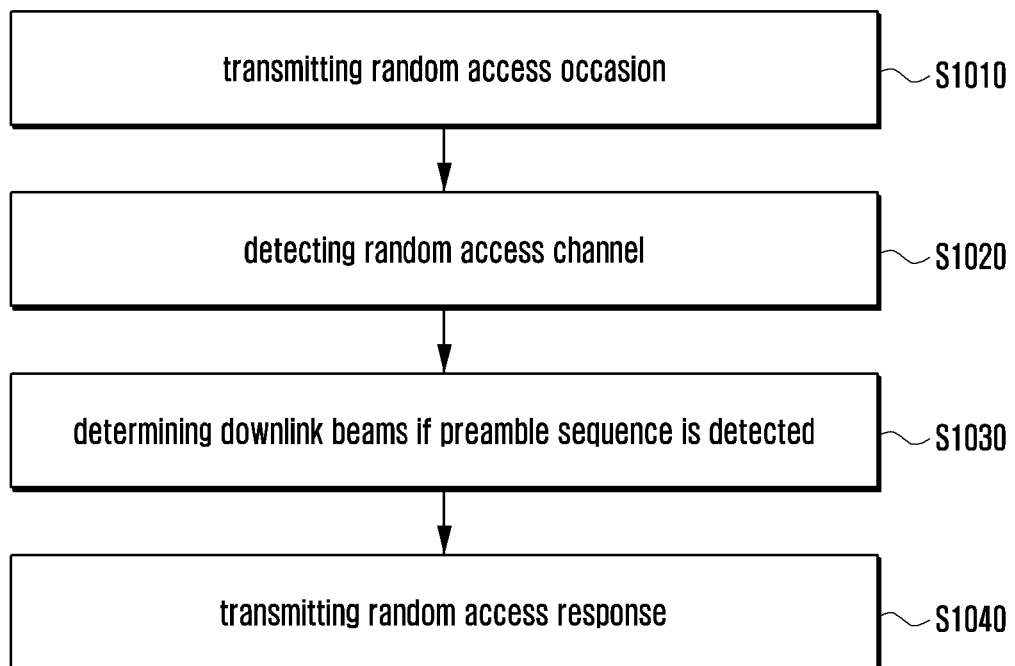 transmitting random access occasion
S1010
detecting random access channel
S1020
determining downlink beams if preamble sequence is detected
S1030
transmitting random access response
S1040